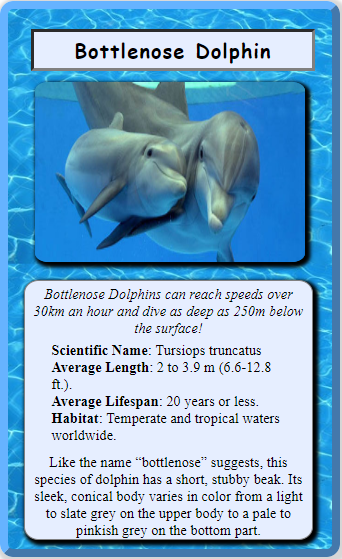 Bottlenose Dolphin
Bottlenose Dolphins can reach speeds over
30km an hour and dive as deep as 250m below
the surface!
Scientific Name: Tursiops truncatus
Average Length: 2 to 3.9 m (6.6-12.8
ft.).
Average Lifespan: 20 years or less.
Habitat: Temperate and tropical waters
worldwide.
Like the name “bottlenose” suggests, this
species of dolphin has a short, stubby beak. Its
sleek, conical body varies in color from a light
to slate grey on the upper body to a pale to
pinkish grey on the bottom part.